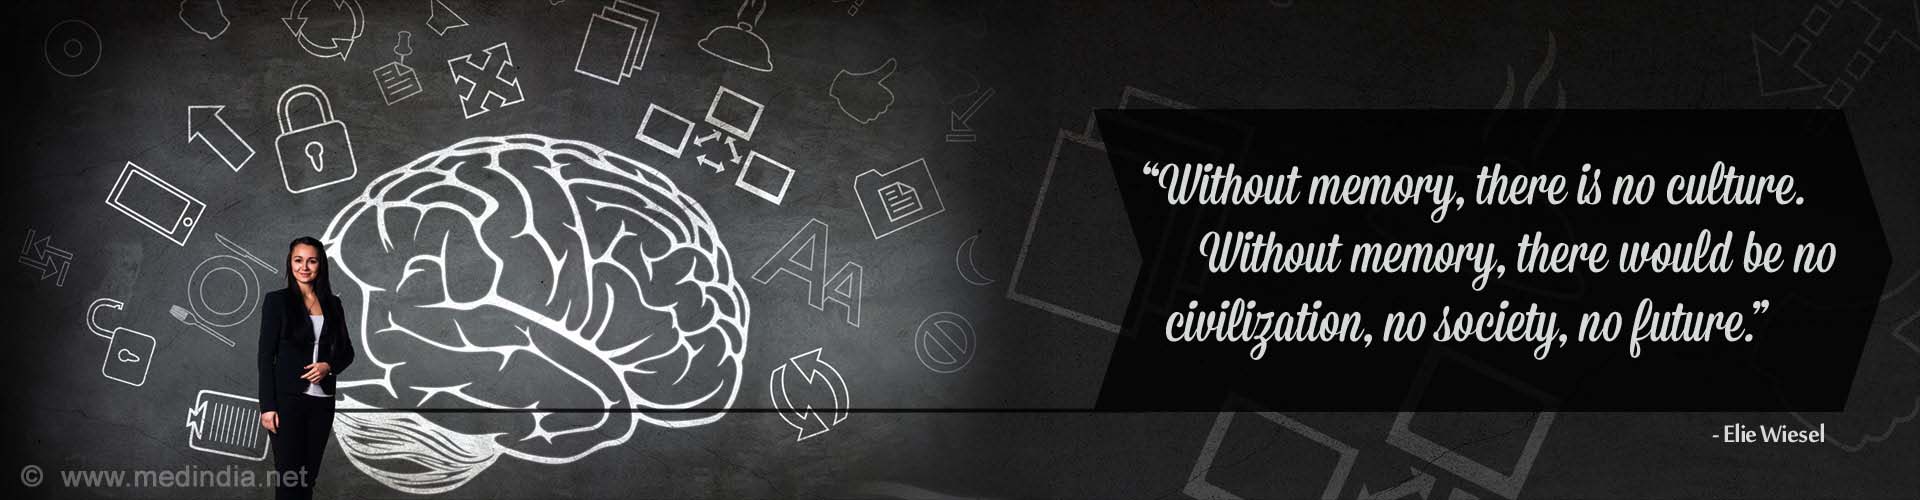 “Without memory, there is no culture.
Without memory, there would be no
civilization, no society, no future.”
- Elie Wiesel
AA
© www.medindia.net